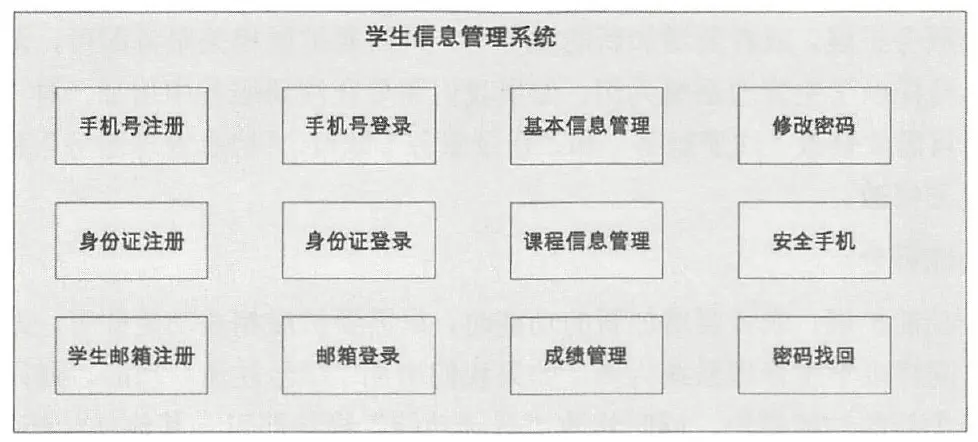 学生信息管理系统
手机号注册 手机号登录 基本信息管理 修改密码
身份证注册 身份证登录 课程信息管理 安全手机
学生邮箱注册 邮箱登录 成绩管理 密码找回